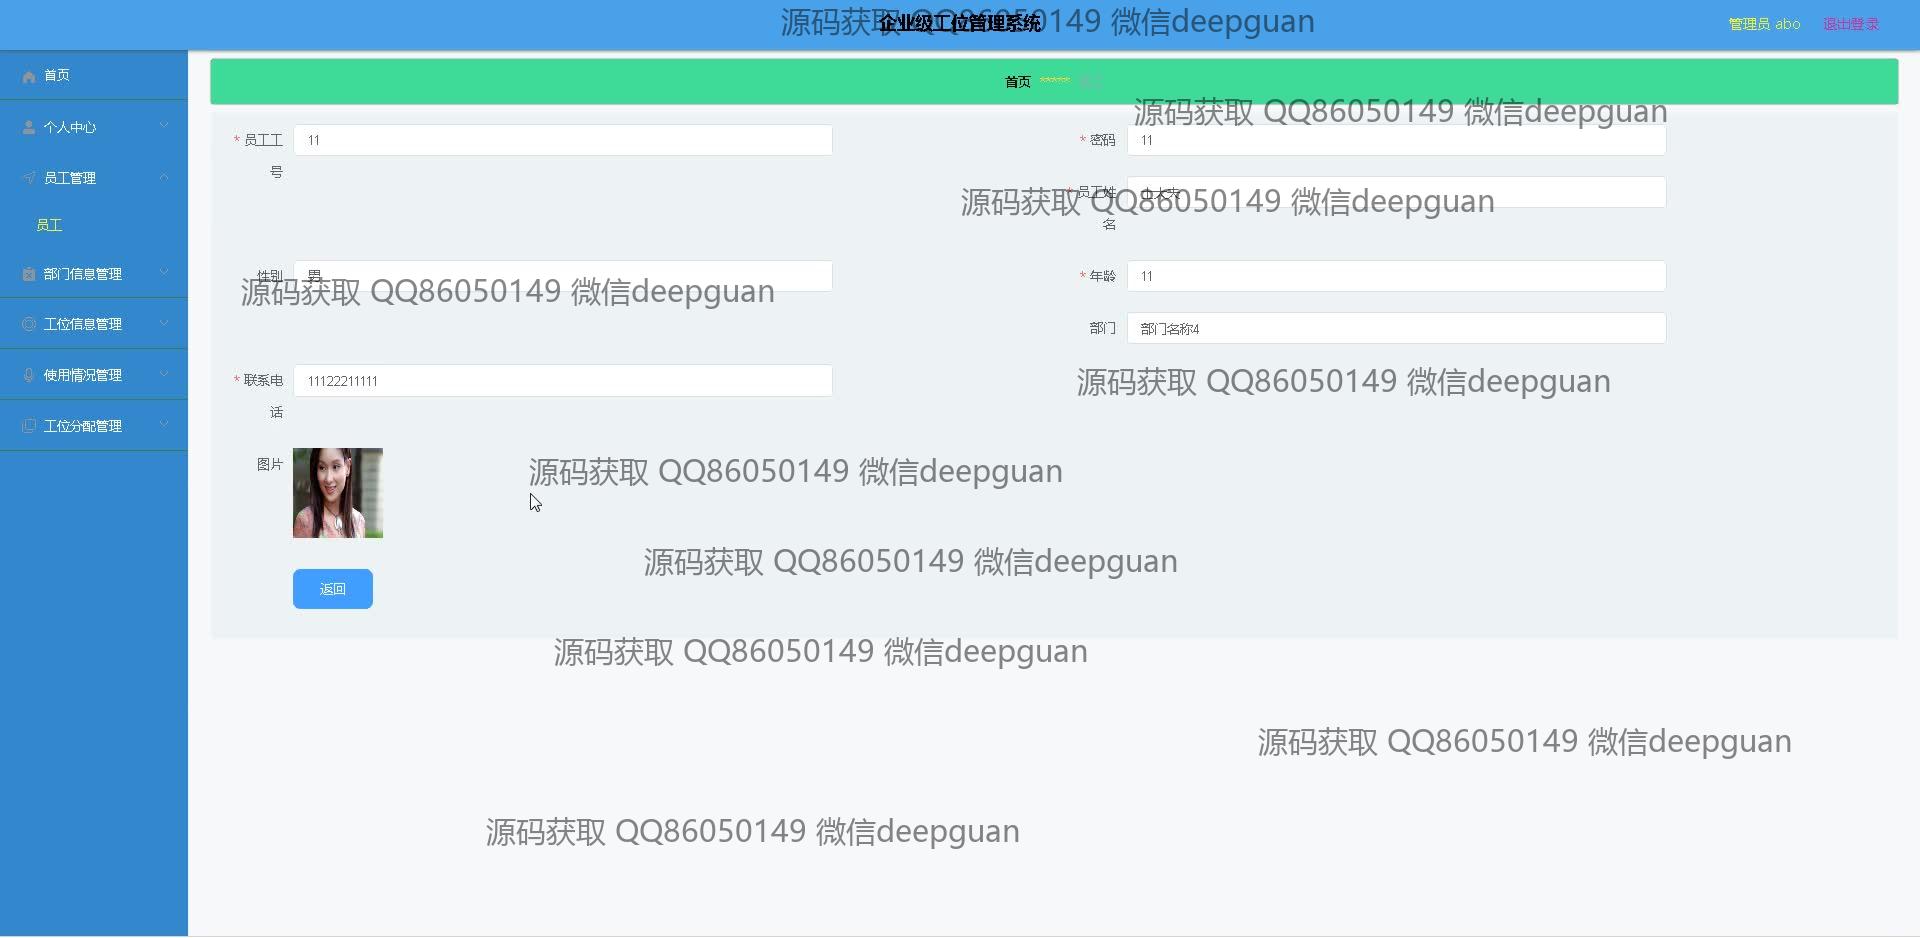 企业级工位管理系统
源码获取 QQ86050149 微信deepguan
管理员 abo
退出登录
首页
个人中心
员工管理
员工
部门信息管理
工位信息管理
使用情况管理
工位分配管理
首页 *****
源码获取 QQ86050149 微信deepguan
* 员工工号
11
* 密码
11
* 员工姓名
源码获取 QQ86050149 微信deepguan
性别
男
源码获取 QQ86050149 微信deepguan
* 年龄
11
部门
部门名称4
* 联系电话
11122211111
源码获取 QQ86050149 微信deepguan
图片
源码获取 QQ86050149 微信deepguan
源码获取 QQ86050149 微信deepguan
返回
源码获取 QQ86050149 微信deepguan
源码获取 QQ86050149 微信deepguan
源码获取 QQ86050149 微信deepguan